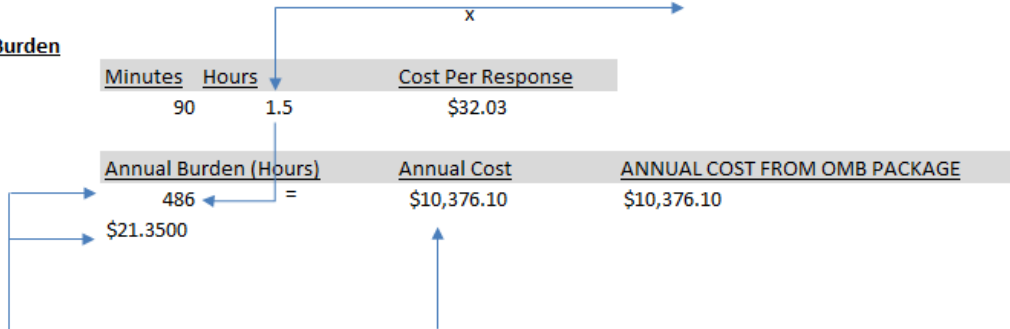 x
Burden
Minutes Hours Cost Per Response
90 1.5 $32.03
Annual Burden (Hours) Annual Cost ANNUAL COST FROM OMB PACKAGE
486 = $10,376.10 $10,376.10
$21.3500